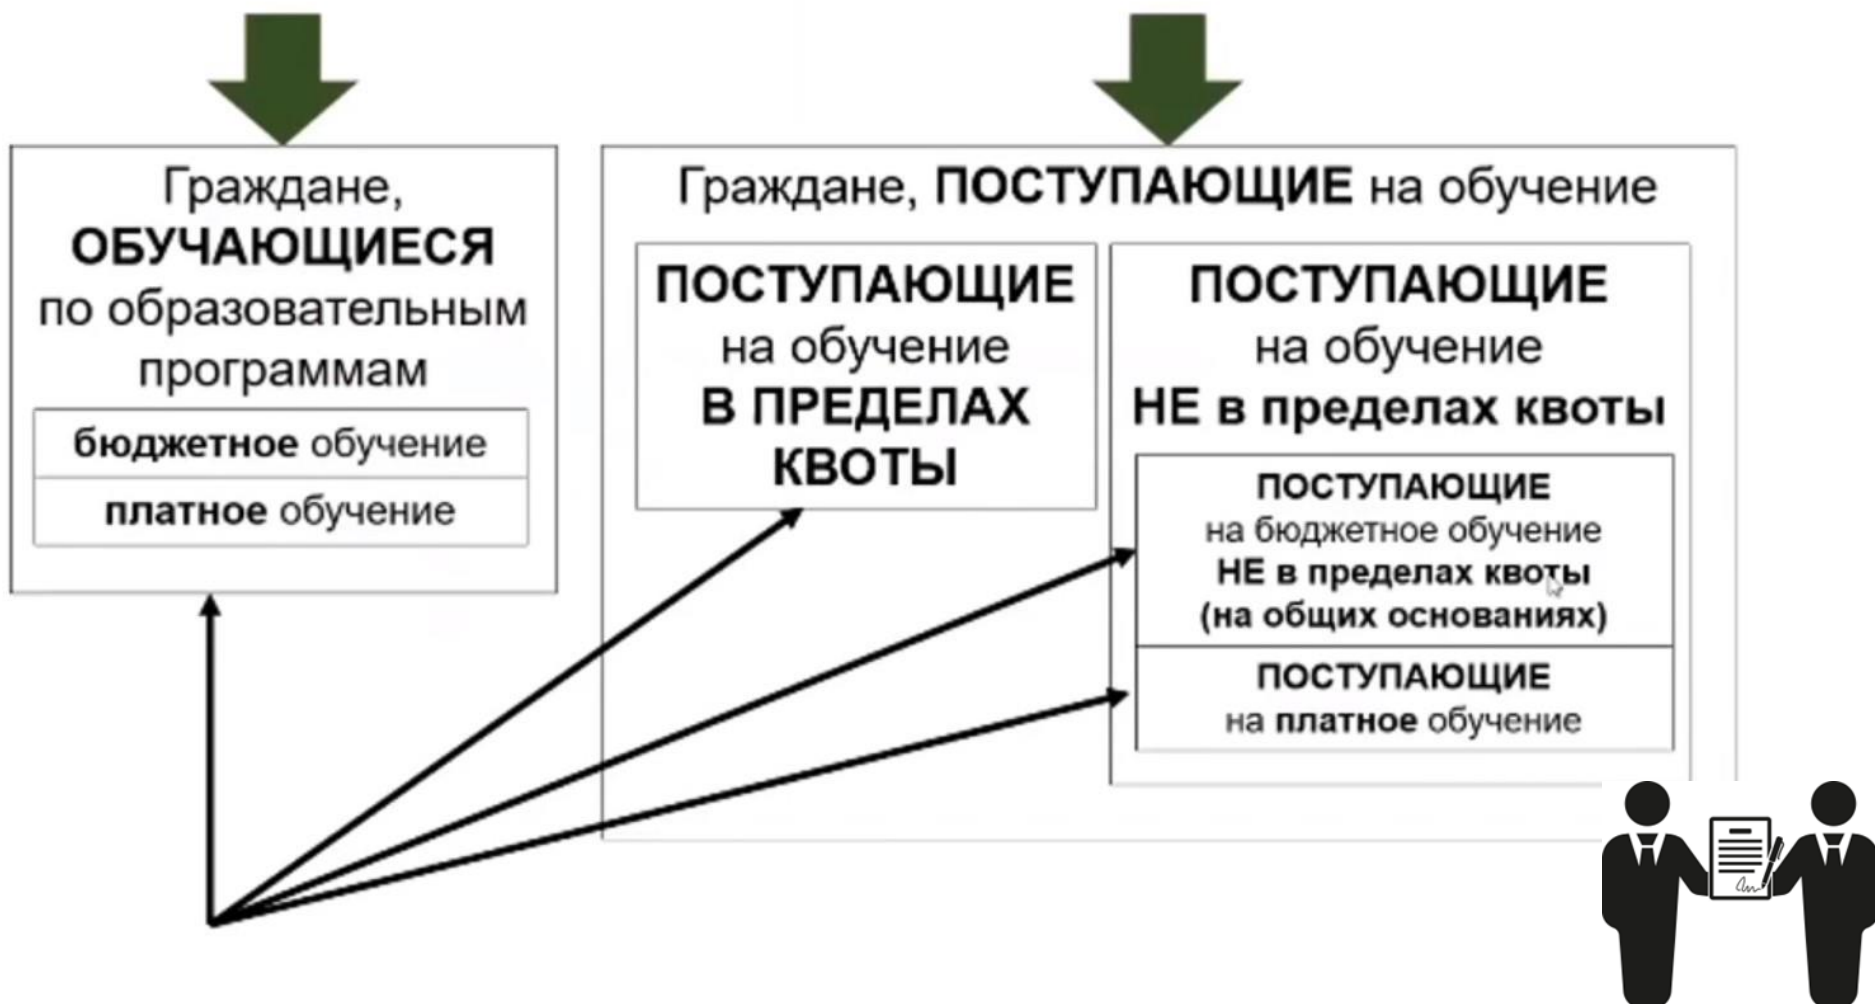 Граждане,
ОБУЧАЮЩИЕСЯ
по образовательным
программам
бюджетное обучение
платное обучение
Граждане, ПОСТУПАЮЩИЕ на обучение
ПОСТУПАЮЩИЕ
на обучение
В ПРЕДЕЛАХ
КВОТЫ
ПОСТУПАЮЩИЕ
на обучение
НЕ в пределах квоты
ПОСТУПАЮЩИЕ
на бюджетное обучение
НЕ в пределах квоты
(на общих основаниях)
ПОСТУПАЮЩИЕ
на платное обучение